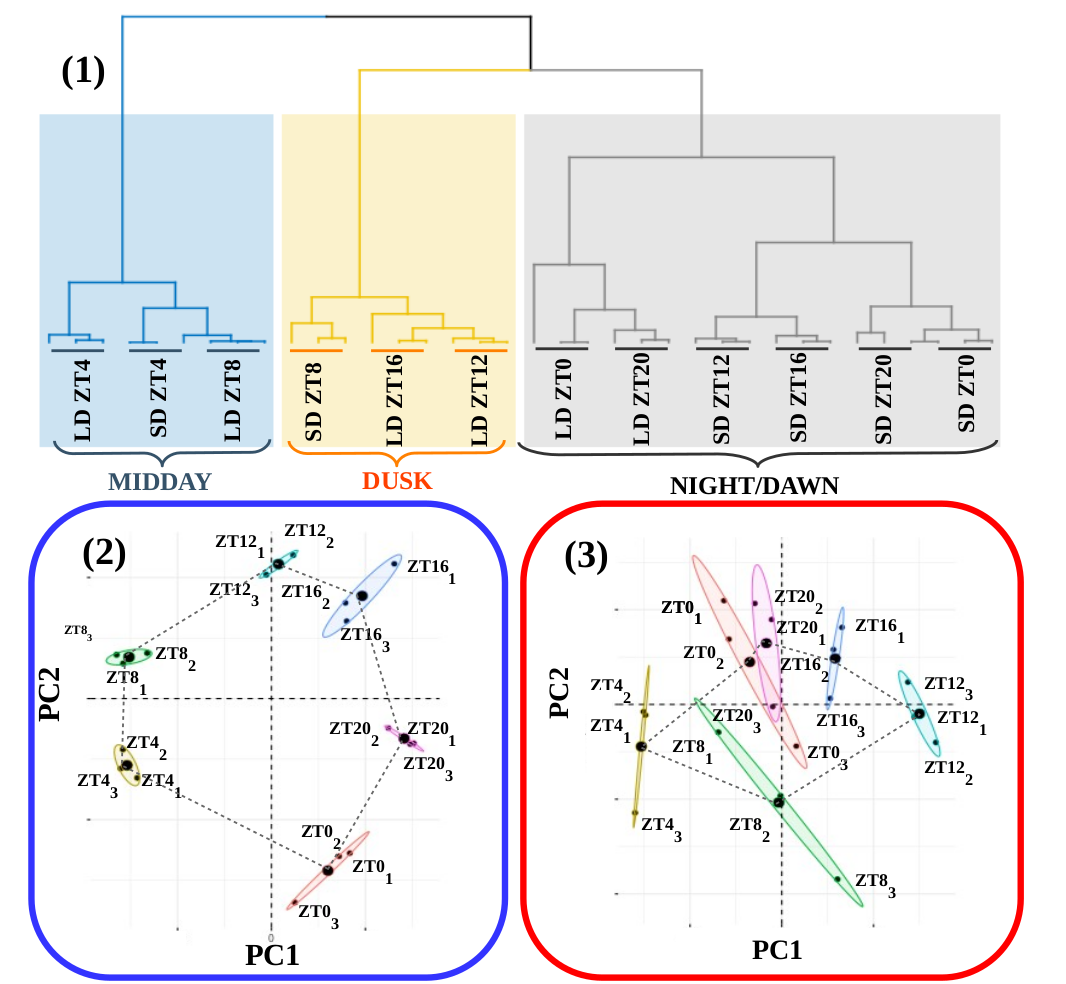 (1)
LD ZT4
SD ZT4
LD ZT8
SD ZT8
LD ZT16
LD ZT12
LD ZT0
LD ZT20
SD ZT12
SD ZT16
SD ZT20
SD ZT0
MIDDAY
DUSK
NIGHT/DAWN
(2)
ZT12 1
ZT12 2
ZT12 3
ZT16 1
ZT16 2
ZT16 3
ZT8 3
ZT8 2
ZT8 1
ZT4 2
ZT4 3
ZT4 1
ZT20 2
ZT20 1
ZT20 3
ZT0 2
ZT0 1
ZT0 3
PC2
0
PC1
(3)
ZT0 1
ZT20 2
ZT20 1
ZT16 1
ZT0 2
ZT16 2
ZT4 2
ZT12 3
ZT4 1
ZT20 3
ZT16 3
ZT12 1
ZT8 1
ZT0 3
ZT12 2
ZT4 3
ZT8 2
ZT8 3
PC2
PC1